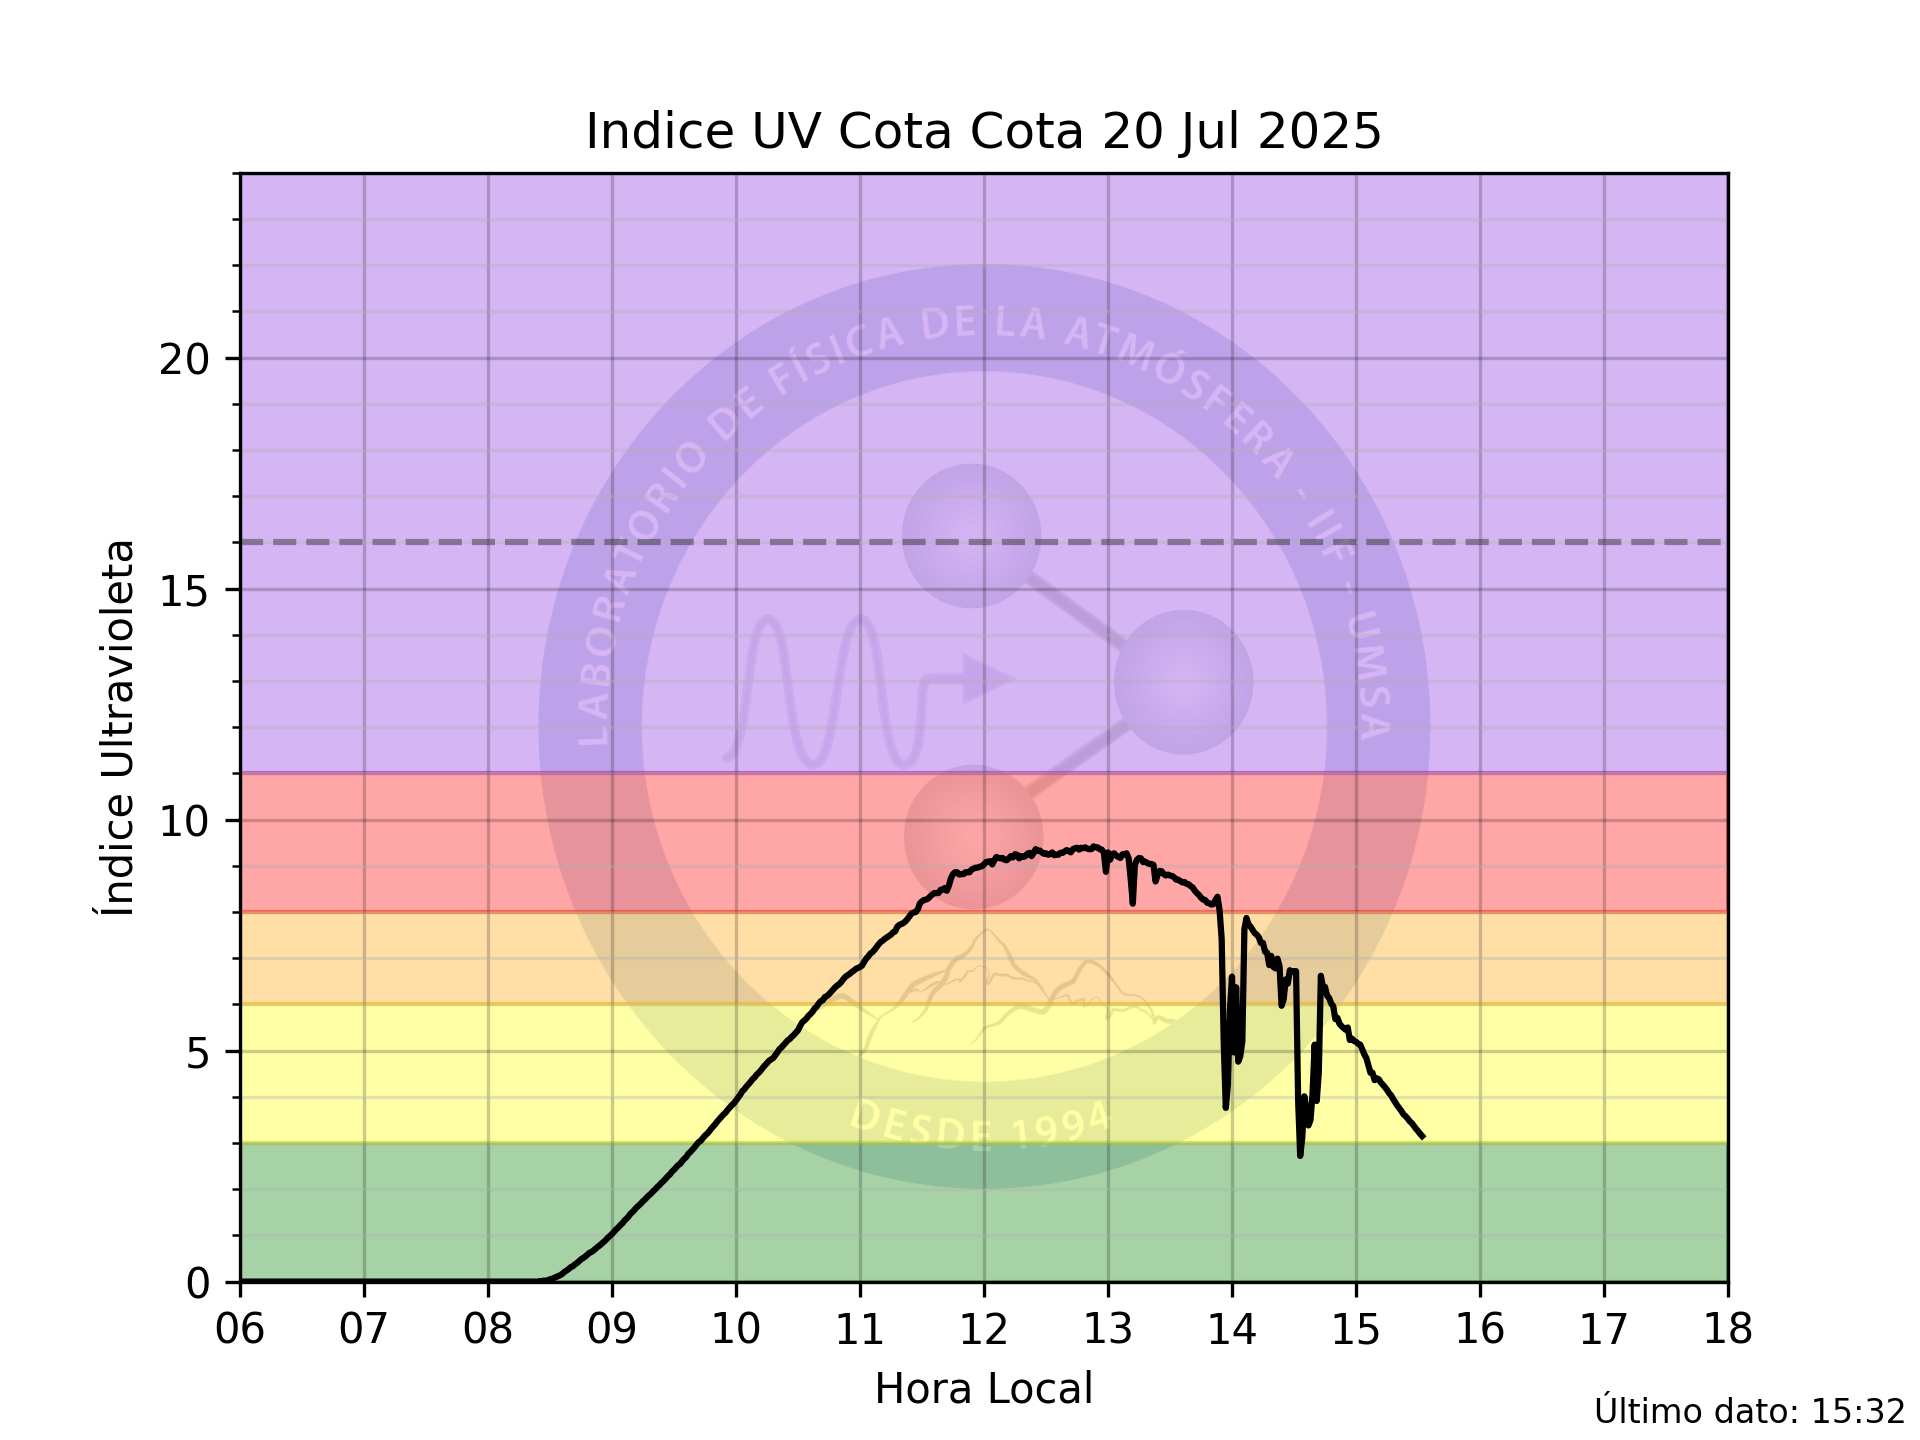 Indice UV Cota Cota 20 Jul 2025
Índice Ultravioleta
20
15
10
5
0
LABORATORIO DE FÍSICA DE LA ATMÓSFERA - IIF - UMSA
DESDE 1994
06 07 08 09 10 11 12 13 14 15 16 17 18
Hora Local
Último dato: 15:32